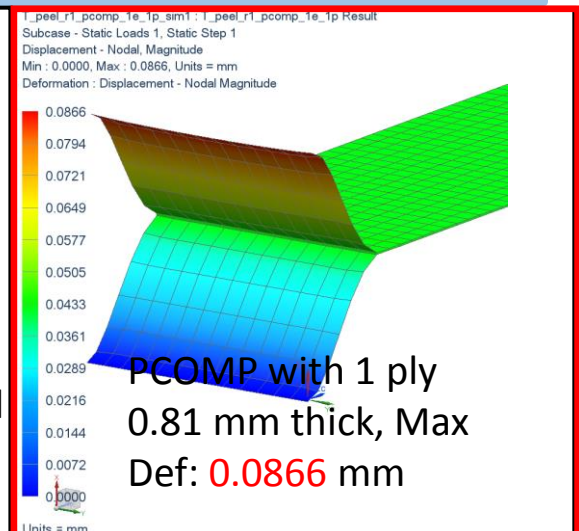 T_peel_r1_pcomp_1e_1p_sim1 : T_peel_r1_pcomp_1e_1p Result
Subcase - Static Loads 1, Static Step 1
Displacement - Nodal, Magnitude
Min : 0.0000, Max : 0.0866, Units = mm
Deformation : Displacement - Nodal Magnitude
0.0866
0.0794
0.0721
0.0649
0.0577
0.0505
0.0433
0.0361
0.0289
0.0216
0.0144
0.0072
0.0000
Units = mm
PCOMP with 1 ply
0.81 mm thick, Max
Def: 0.0866 mm